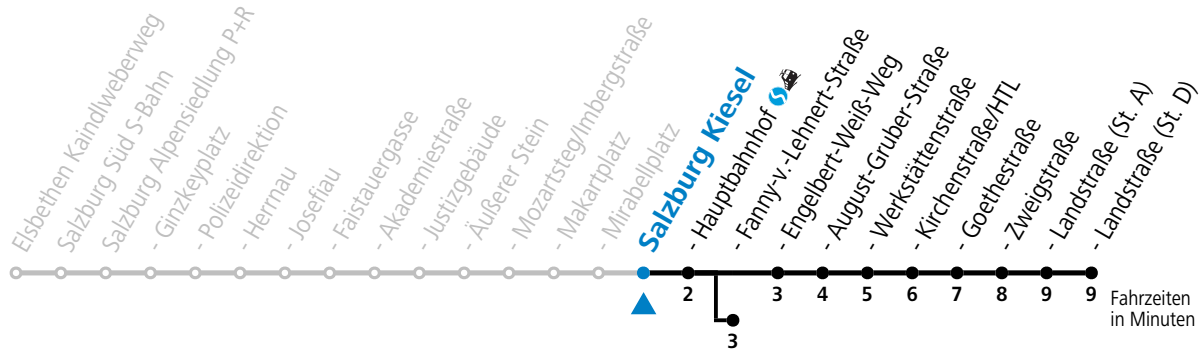 Elsbethen Kaindlweberweg
Salzburg Süd S-Bahn
Salzburg Alpensiedlung P+R
- Ginzkeyplatz
- Polizeidirektion
- Herrnau
- Josefiau
- Faistauergasse
- Akademiestraße
- Justizgebäude
- Äußerer Stein
- Mozartsteg/Imbergstraße
- Makartplatz
- Mirabellplatz
Salzburg Kiesel
- Hauptbahnhof
- Fanny-v.-Lehnert-Straße
- Engelbert-Weiß-Weg
- August-Gruber-Straße
- Werkstättenstraße
- Kirchenstraße/HTL
- Goethestraße
- Zweigstraße
- Landstraße (St. A)
- Landstraße (St. D)
2 3 4 5 6 7 8 9 9
3
Fahrzeiten
in Minuten